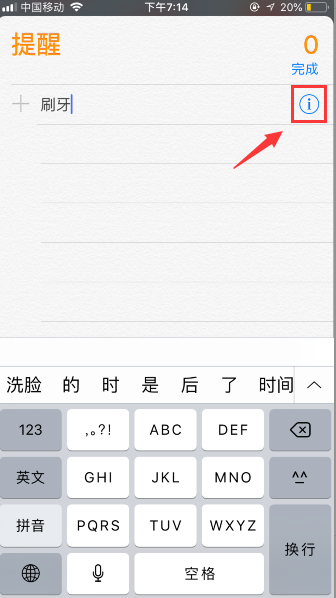 中国移动 下午7:14 20%
提醒 0
完成
刷牙
洗脸 的 时 是 后 了 时间
123 ,。?! ABC DEF
英文 GHI JKL MNO ^^
拼音 PQRS TUV WXYZ 换行
空格